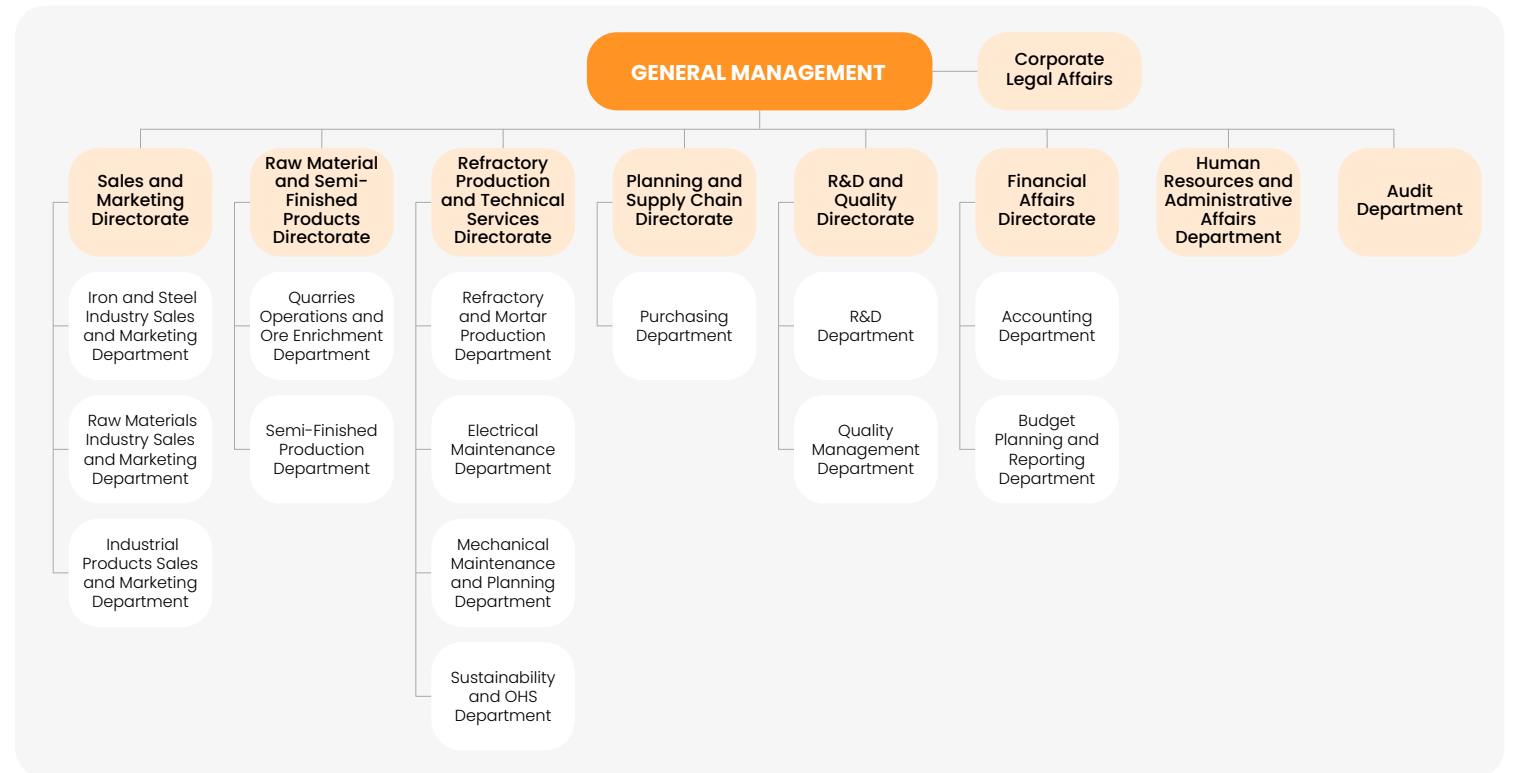 GENERAL MANAGEMENT
Corporate
Legal Affairs
Sales and
Marketing
Directorate
Raw Material
and Semi-
Finished
Products
Directorate
Refractory
Production
and Technical
Services
Directorate
Planning and
Supply Chain
Directorate
R&D and
Quality
Directorate
Financial
Affairs
Directorate
Human
Resources and
Administrative
Affairs
Department
Audit
Department
Iron and Steel
Industry Sales
and Marketing
Department
Quarries
Operations and
Ore Enrichment
Department
Refractory
and Mortar
Production
Department
Purchasing
Department
R&D
Department
Accounting
Department
Raw Materials
Industry Sales
and Marketing
Department
Semi-Finished
Production
Department
Electrical
Maintenance
Department
Quality
Management
Department
Budget
Planning and
Reporting
Department
Industrial
Products Sales
and Marketing
Department
Mechanical
Maintenance
and Planning
Department
Sustainability
and OHS
Department